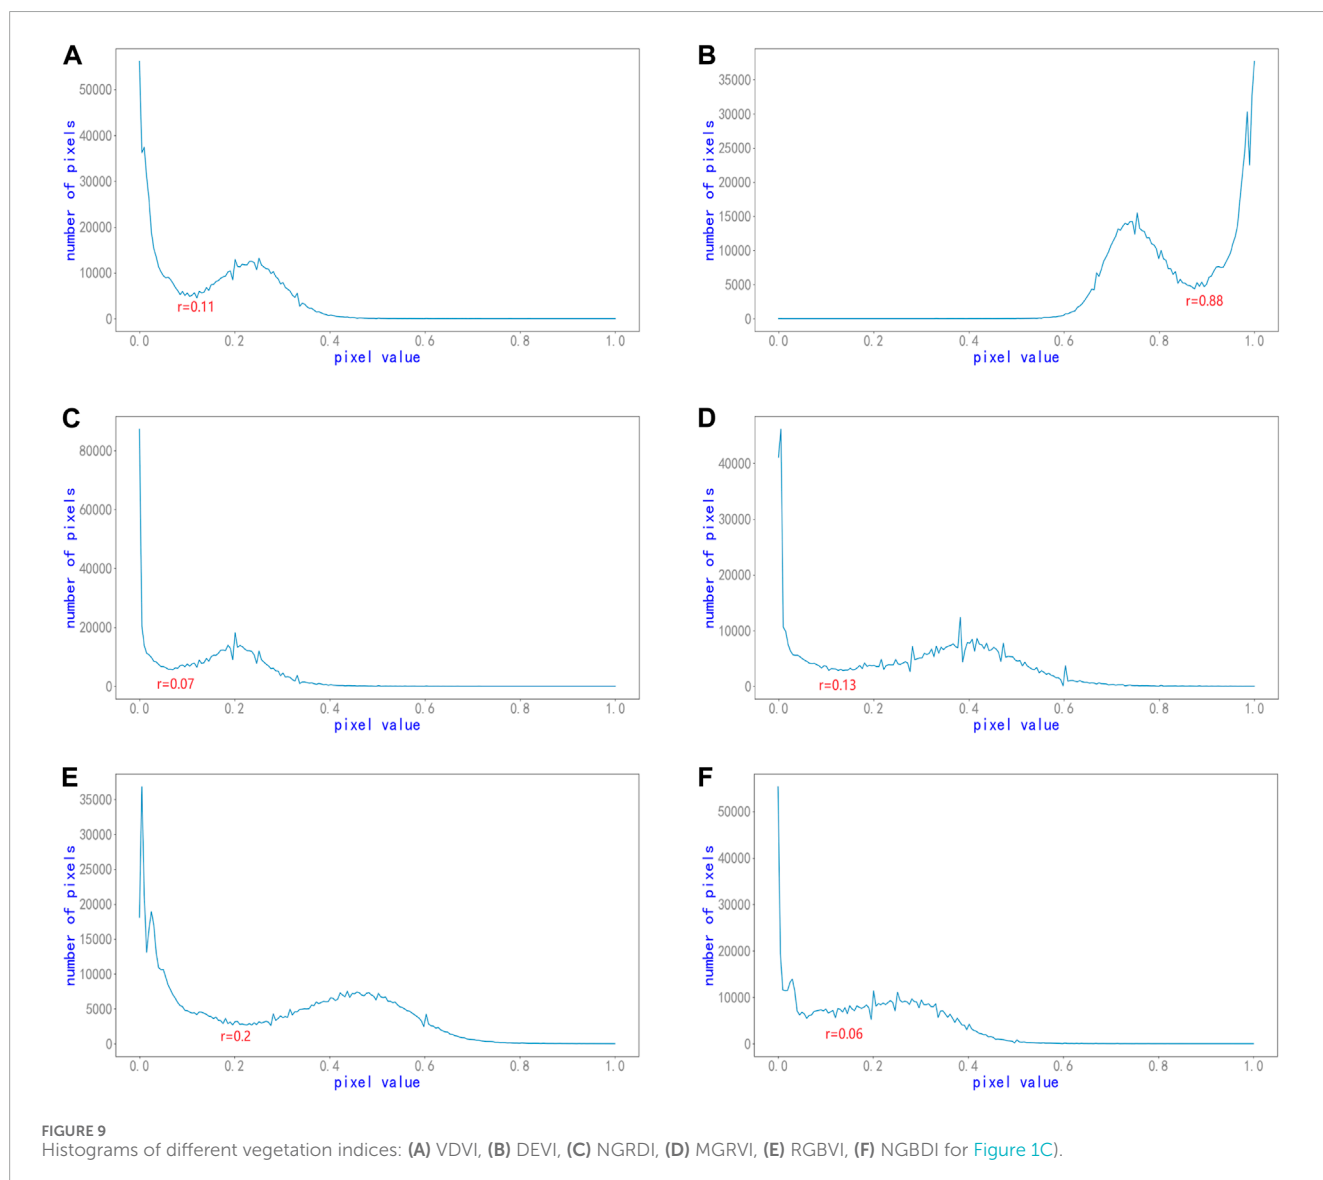 A
number of pixels
50000
40000
30000
20000
10000
0
r=0.11
0.0 0.2 0.4 0.6 0.8 1.0
pixel value
B
number of pixels
35000
30000
25000
20000
15000
10000
5000
0
r=0.88
0.0 0.2 0.4 0.6 0.8 1.0
pixel value
C
number of pixels
80000
60000
40000
20000
0
r=0.07
0.0 0.2 0.4 0.6 0.8 1.0
pixel value
D
number of pixels
40000
30000
20000
10000
0
r=0.13
0.0 0.2 0.4 0.6 0.8 1.0
pixel value
E
number of pixels
35000
30000
25000
20000
15000
10000
5000
0
r=0.2
0.0 0.2 0.4 0.6 0.8 1.0
pixel value
F
number of pixels
50000
40000
30000
20000
10000
0
r=0.06
0.0 0.2 0.4 0.6 0.8 1.0
pixel value
FIGURE 9
Histograms of different vegetation indices: (A) VDVI, (B) DEVI, (C) NGRDI, (D) MGRVI, (E) RGBVI, (F) NGBDI for Figure 1C).